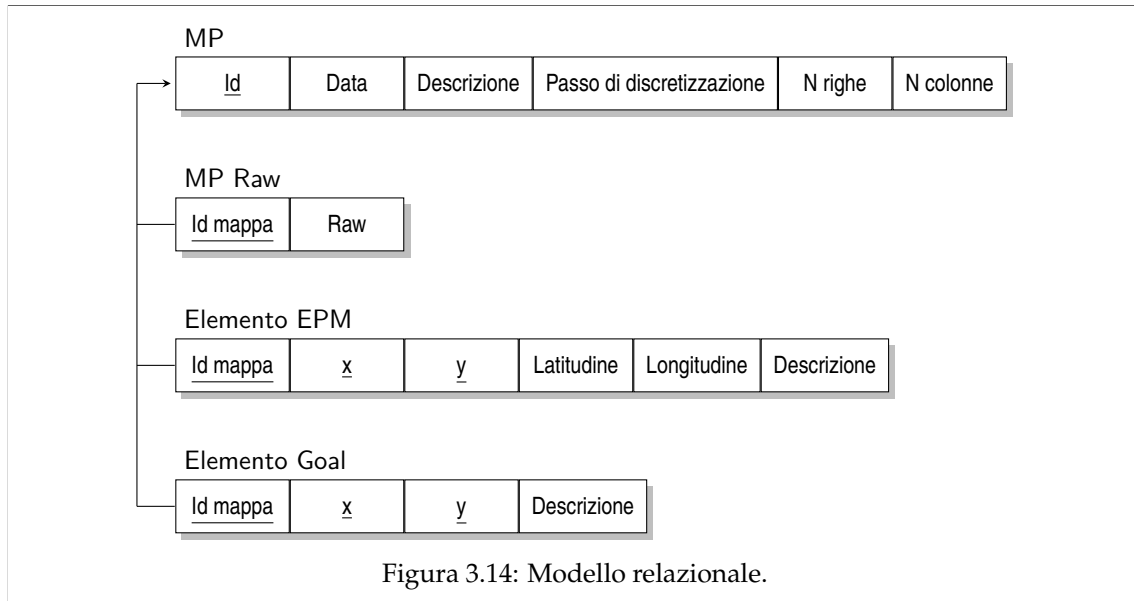 MP
Id Data Descrizione Passo di discretizzazione N righe N colonne
MP Raw
Id mappa Raw
Elemento EPM
Id mappa x y Latitudine Longitudine Descrizione
Elemento Goal
Id mappa x y Descrizione
Figura 3.14: Modello relazionale.